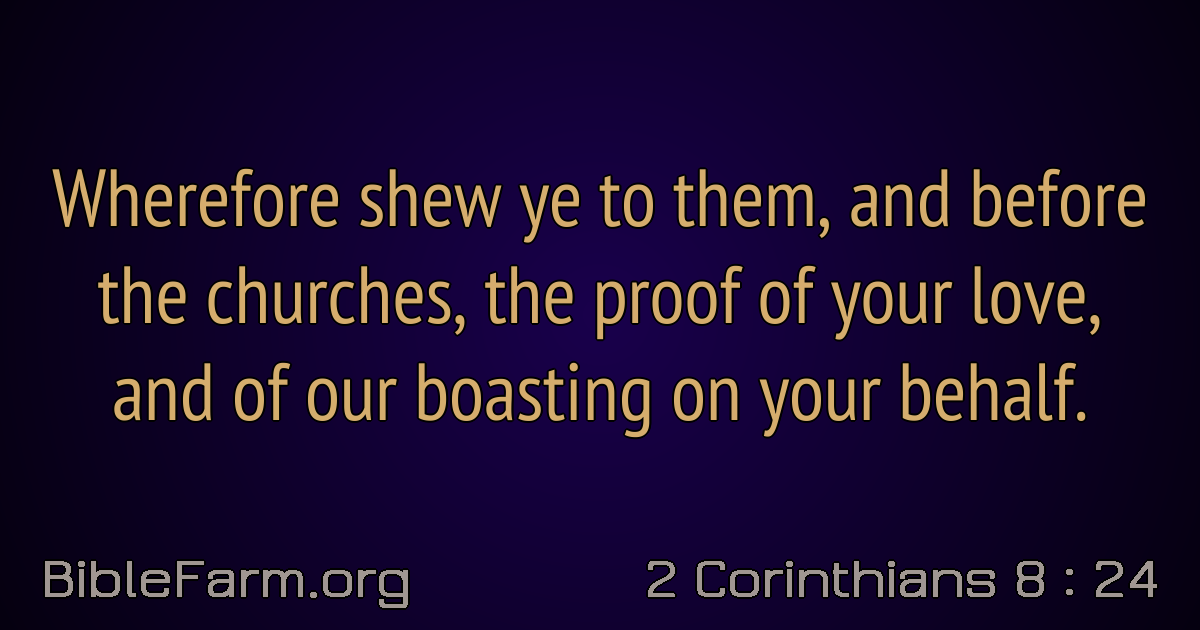 Wherefore shew ye to them, and before
the churches, the proof of your love,
and of our boasting on your behalf.
BibleFarm.org
2 Corinthians 8 : 24